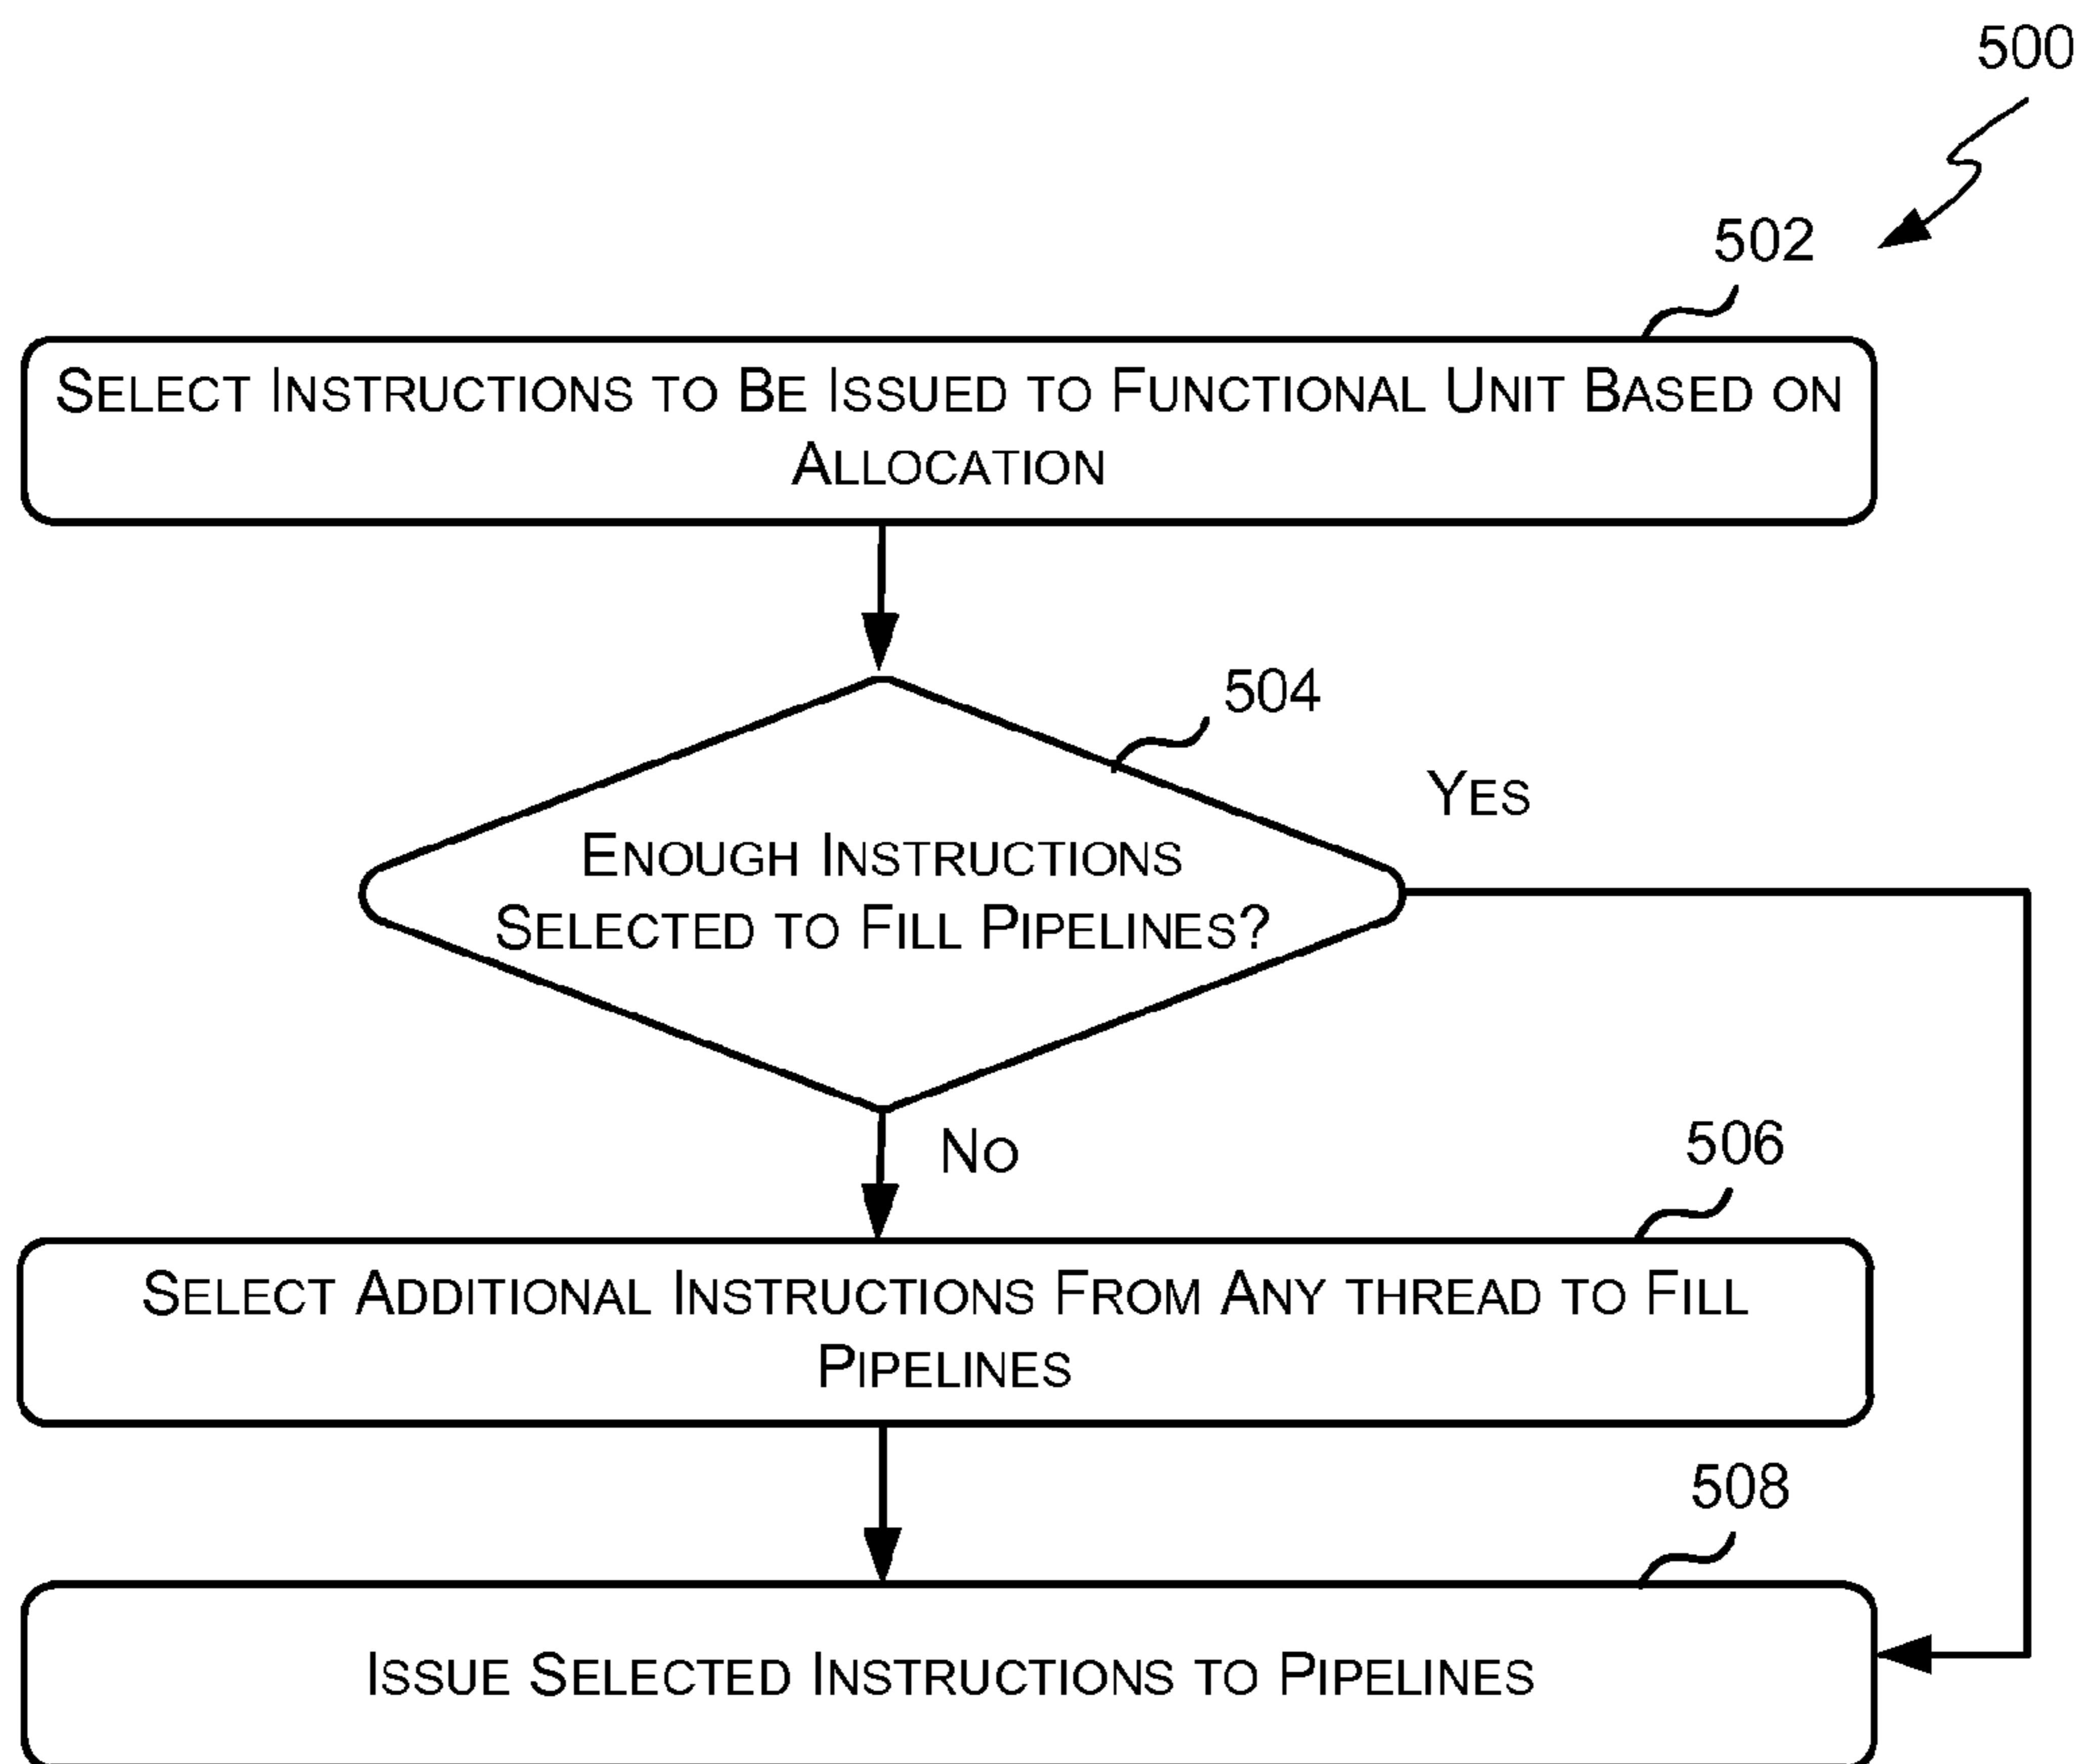 500
502
SELECT INSTRUCTIONS TO BE ISSUED TO FUNCTIONAL UNIT BASED ON
ALLOCATION
504
YES
ENOUGH INSTRUCTIONS
SELECTED TO FILL PIPELINES?
NO
506
SELECT ADDITIONAL INSTRUCTIONS FROM ANY THREAD TO FILL
PIPELINES
508
ISSUE SELECTED INSTRUCTIONS TO PIPELINES